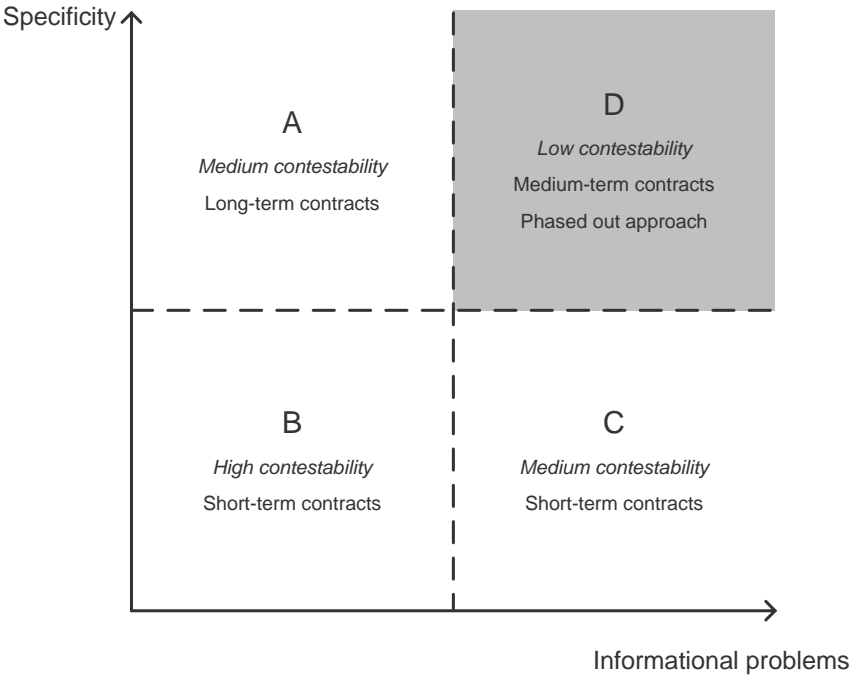 Specificity
A
Medium contestability
Long-term contracts
D
Low contestability
Medium-term contracts
Phased out approach
B
High contestability
Short-term contracts
C
Medium contestability
Short-term contracts
Informational problems